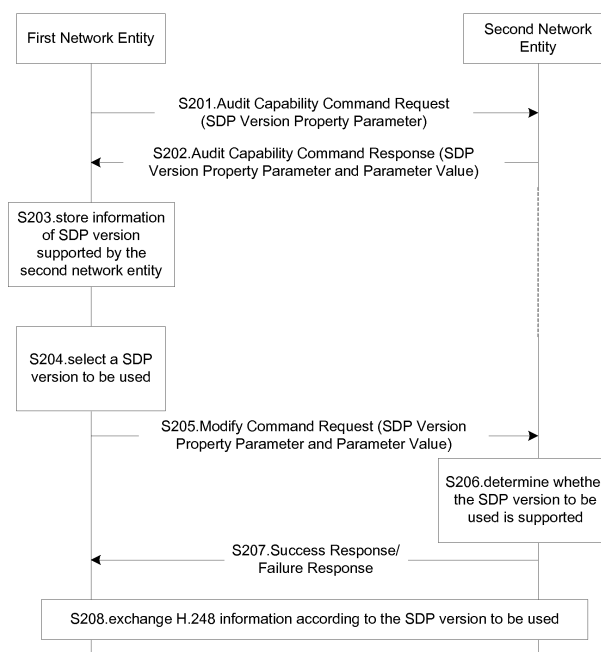 First Network Entity
Second Network
Entity
S201.Audit Capability Command Request
(SDP Version Property Parameter)
S202.Audit Capability Command Response (SDP
Version Property Parameter and Parameter Value)
S203.store information
of SDP version
supported by the
second network entity
S204.select a SDP
version to be used
S205.Modify Command Request (SDP Version
Property Parameter and Parameter Value)
S206.determine whethe
the SDP version to be
used is supported
S207.Success Response/
Failure Response
S208.exchange H.248 information according to the SDP version to be used